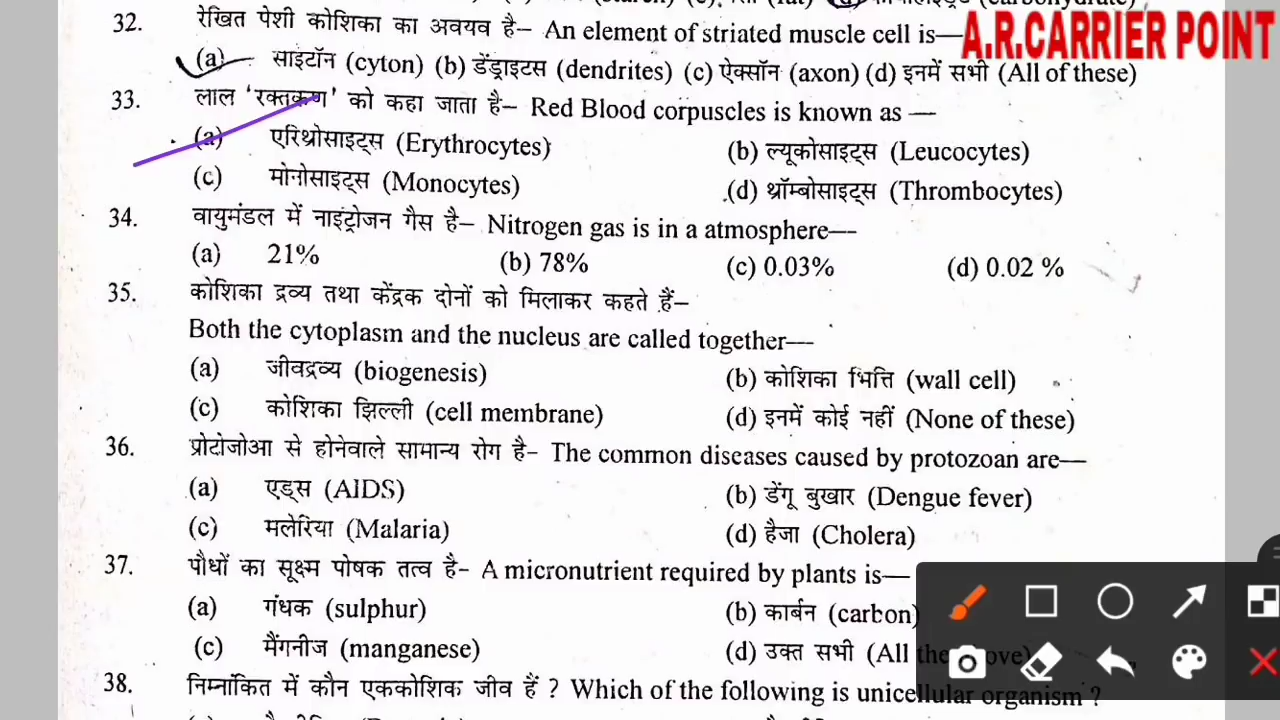 (starch) (fat) (carbohydrate)
A.R.CARRIER POINT
32. रेखित पेशी कोशिका का अवयव है– An element of striated muscle cell is—
(a) साइटॉन (cyton) (b) डेंड्राइटस (dendrites) (c) ऐक्सॉन (axon) (d) इनमें सभी (All of these)
33. लाल 'रक्तकण' को कहा जाता है– Red Blood corpuscles is known as —
(a) एरिथ्रोसाइट्स (Erythrocytes) (b) ल्यूकोसाइट्स (Leucocytes)
(c) मोनोसाइट्स (Monocytes) (d) थ्रॉम्बोसाइट्स (Thrombocytes)
34. वायुमंडल में नाइंट्रोजन गैस है– Nitrogen gas is in a atmosphere—
(a) 21% (b) 78% (c) 0.03% (d) 0.02 %
35. कोशिका द्रव्य तथा केंद्रक दोनों को मिलाकर कहते हैं–
Both the cytoplasm and the nucleus are called together—
(a) जीवद्रव्य (biogenesis) (b) कोशिका भित्ति (wall cell)
(c) कोशिका झिल्ली (cell membrane) (d) इनमें कोई नहीं (None of these)
36. प्रोटोजोआ से होनेवाले सामान्य रोग है– The common diseases caused by protozoan are—
(a) एड्स (AIDS) (b) डेंगू बुखार (Dengue fever)
(c) मलेरिया (Malaria) (d) हैजा (Cholera)
37. पौधों का सूक्ष्म पोषक तत्व है– A micronutrient required by plants is—
(a) गंधक (sulphur) (b) कार्बन (carbon)
(c) मैंगनीज (manganese) (d) उक्त सभी (All the above)
38. निम्नांकित में कौन एककोशिक जीव हैं ? Which of the following is unicellular organism ?